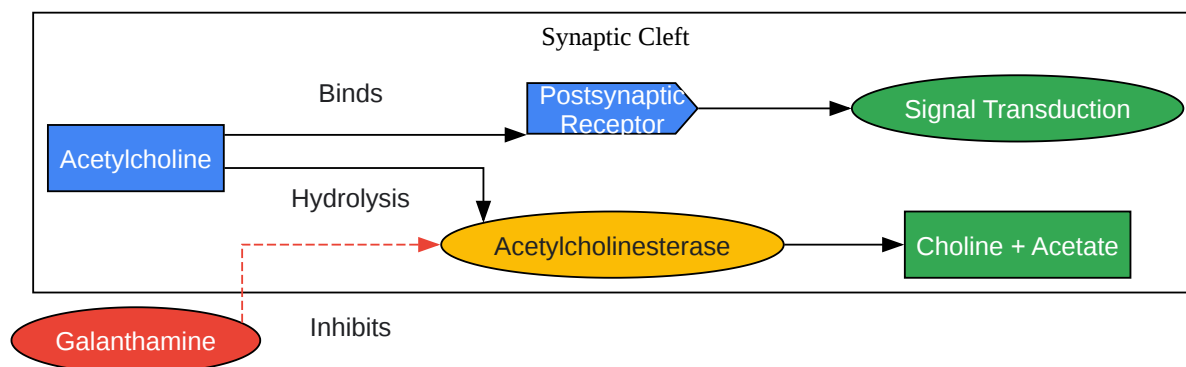 Synaptic Cleft
Binds
Postsynaptic
Receptor
Signal Transduction
Acetylcholine
Hydrolysis
Acetylcholinesterase
Choline + Acetate
Inhibits
Galanthamine